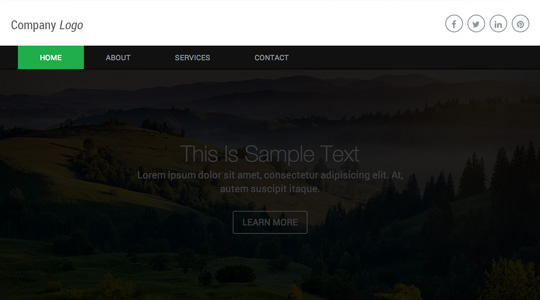 Company Logo
HOME ABOUT SERVICES CONTACT
This Is Sample Text
Lorem ipsum dolor sit amet, consectetur adipisicing elit. At,
autem suscipit itaque.
LEARN MORE